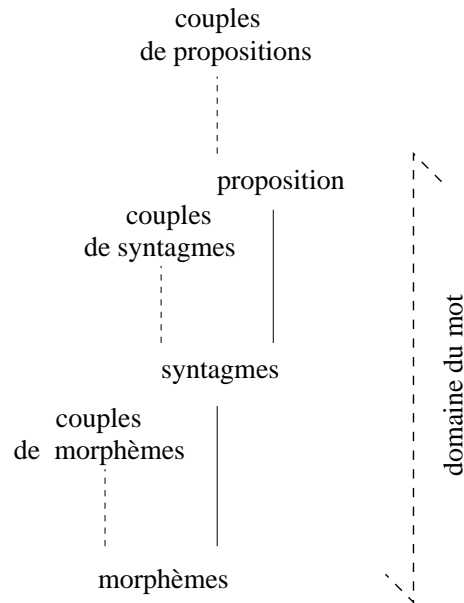 couples
de propositions
proposition
couples
de syntagmes
syntagmes
couples
de morphèmes
morphèmes
domaine du mot